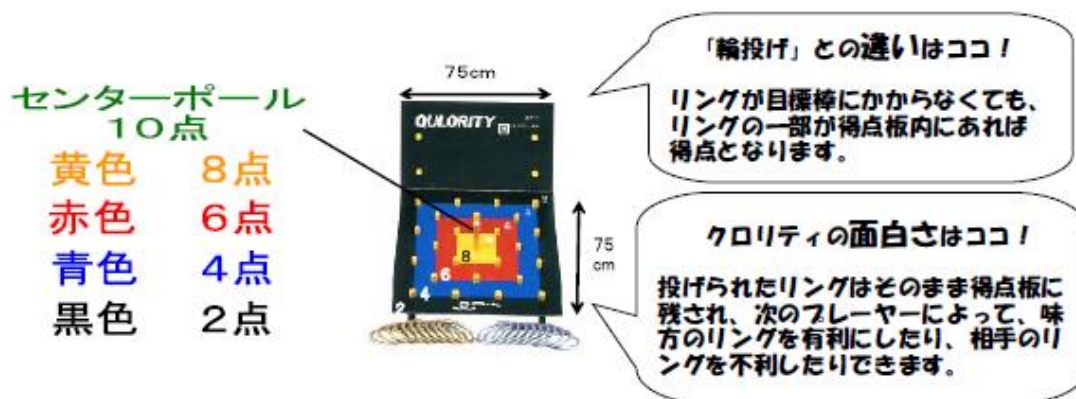 センターポール
10点
黄色 8点
赤色 6点
青色 4点
黒色 2点
75cm
QULORITY
8
6
4
2
75
cm
「輪投げ」との違いはココ！
リングが目標棒にかからなくても、
リングの一部が得点板内にあれば
得点となります。
クロリティの面白さはココ！
投げられたリングはそのまま得点板に
残され、次のプレーヤーによって、味
方のリングを有利にしたり、相手のリ
ングを不利したりできます。